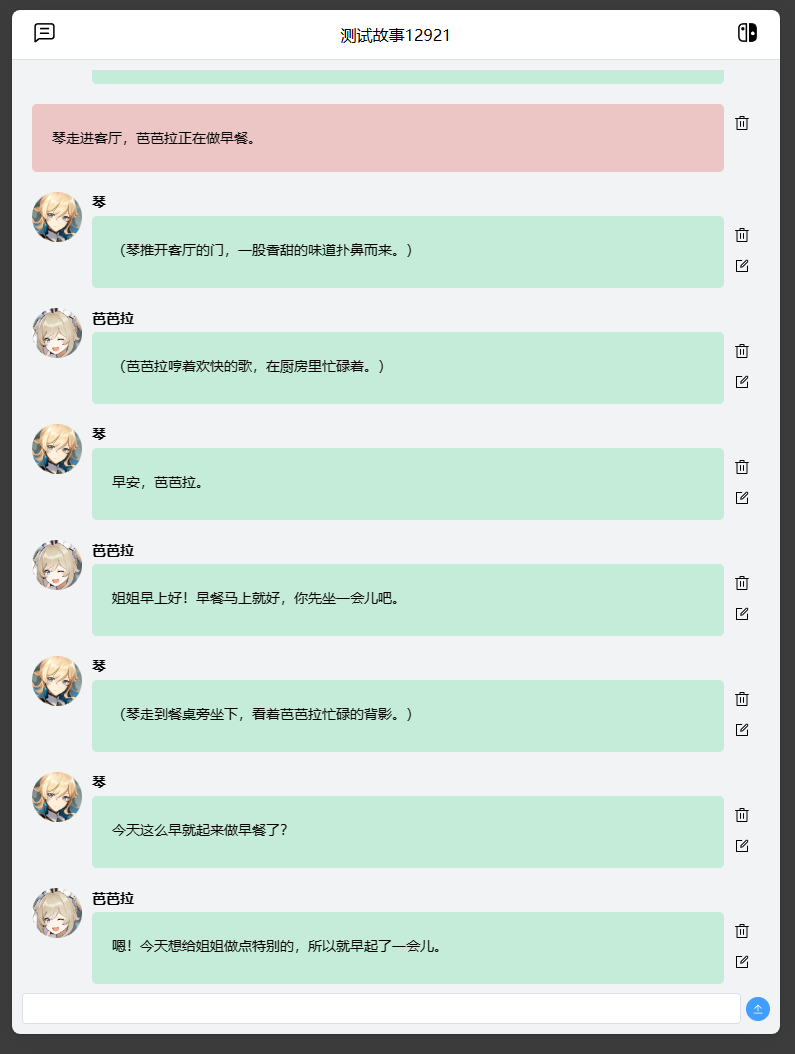 测试故事12921
琴走进客厅，芭芭拉正在做早餐。
琴
（琴推开客厅的门，一股香甜的味道扑鼻而来。）
芭芭拉
（芭芭拉哼着欢快的歌，在厨房里忙碌着。）
琴
早安，芭芭拉。
芭芭拉
姐姐早上好！早餐马上就好，你先坐一会儿吧。
琴
（琴走到餐桌旁坐下，看着芭芭拉忙碌的背影。）
琴
今天这么早就起来做早餐了？
芭芭拉
嗯！今天想给姐姐做点特别的，所以就早起了一会儿。